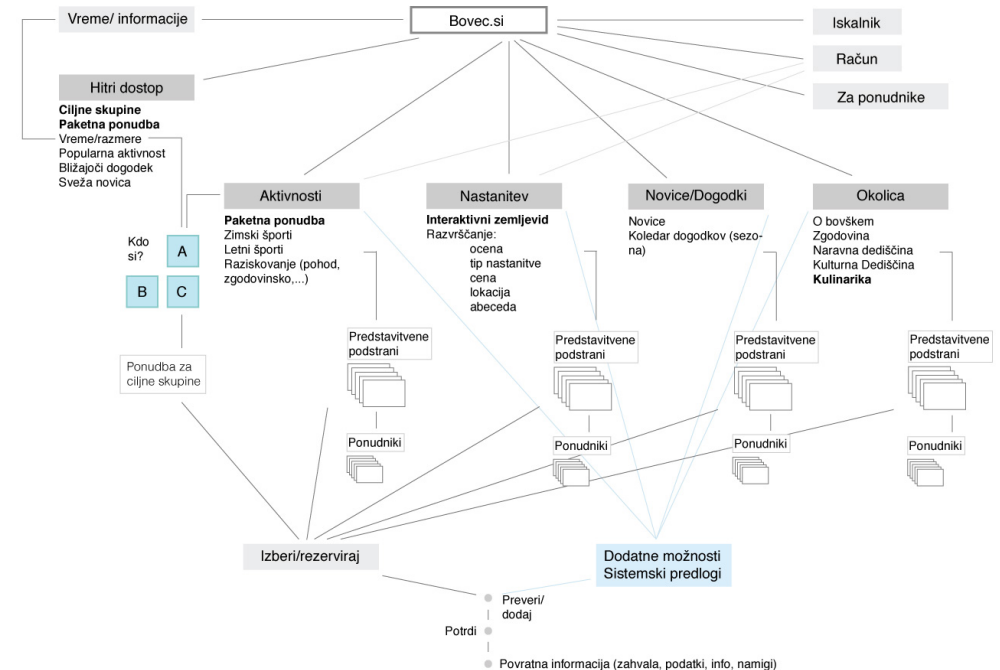 Vreme/ informacije
Bovec.si
Iskalnik
Račun
Za ponudnike
Hitri dostop
Ciljne skupine
Paketna ponudba
Vreme/razmere
Popularna aktivnost
Bližajoči dogodek
Sveža novica
Kdo
si?
A
B
C
Ponudba za
ciljne skupine
Aktivnosti
Paketna ponudba
Zimski športi
Letni športi
Raziskovanje (pohod,
zgodovinsko,...)
Predstavitvene
podstrani
Ponudniki
Nastanitev
Interaktivni zemljevid
Razvrščanje:
ocena
tip nastanitve
cena
lokacija
abeceda
Predstavitvene
podstrani
Ponudniki
Novice/Dogodki
Novice
Koledar dogodkov (sezo-
na)
Predstavitvene
podstrani
Ponudniki
Okolica
O bovškem
Zgodovina
Naravna dediščina
Kulturna Dediščina
Kulinarika
Predstavitvene
podstrani
Ponudniki
Izberi/rezerviraj
Dodatne možnosti
Sistemski predlogi
Preveri/
dodaj
Potrdi
Povratna informacija (zahvala, podatki, info, namigi)